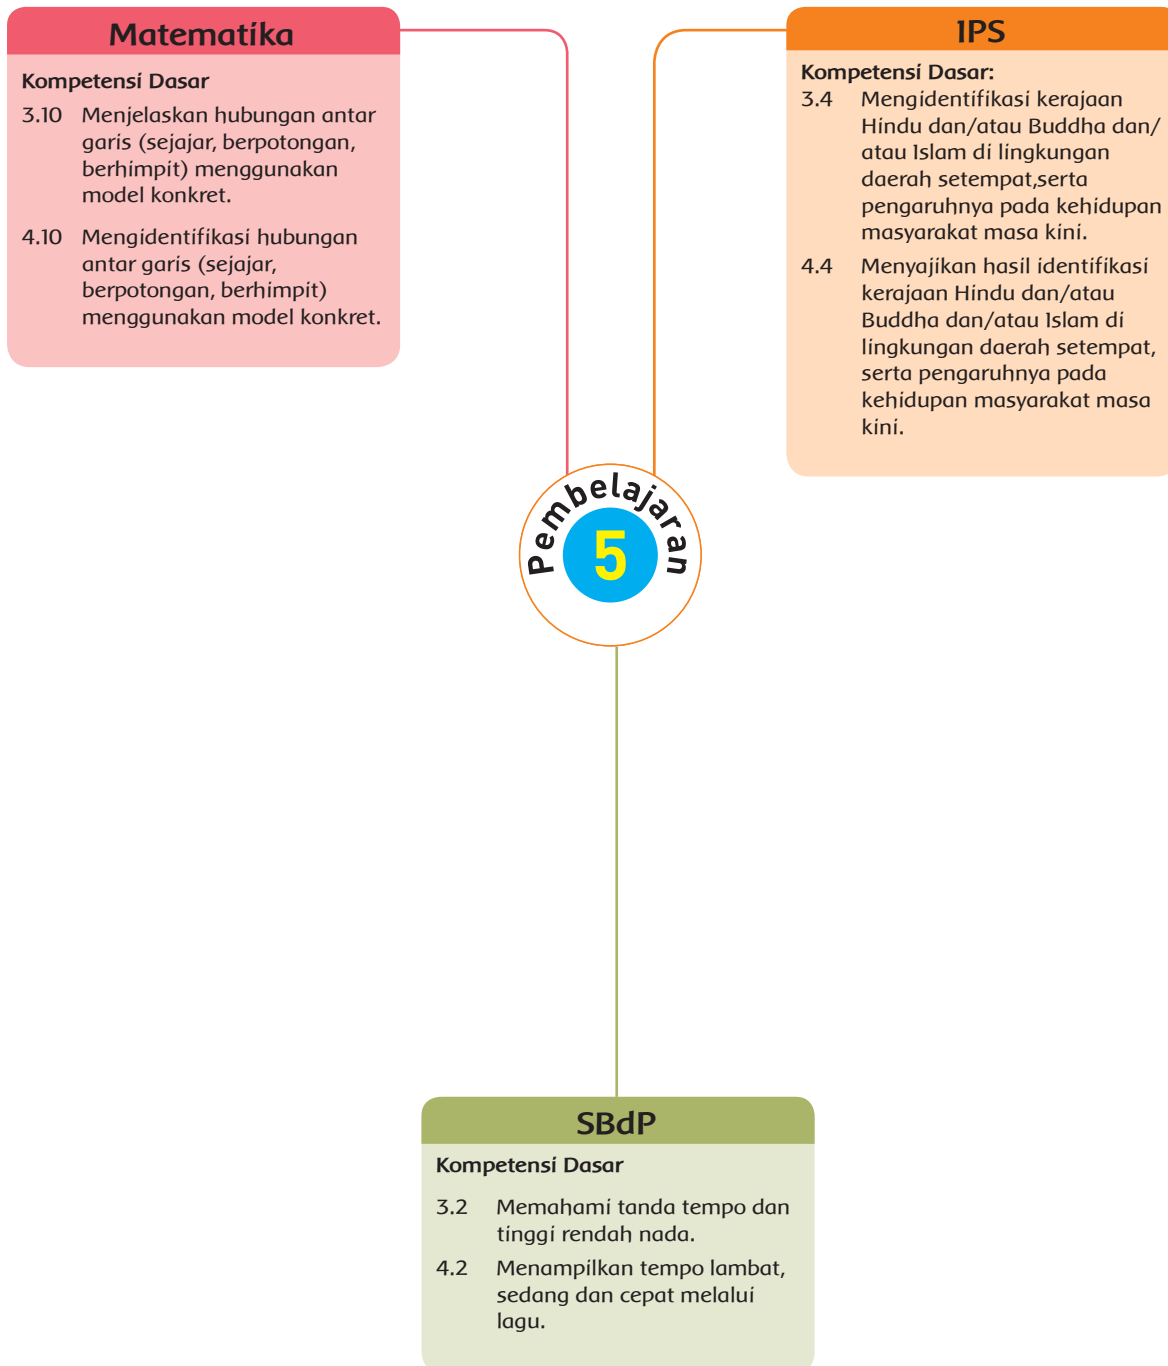 Matematika
Kompetensi Dasar
3.10 Menjelaskan hubungan antar
garis (sejajar, berpotongan,
berhimpit) menggunakan
model konkret.
4.10 Mengidentifikasi hubungan
antar garis (sejajar,
berpotongan, berhimpit)
menggunakan model konkret.
IPS
Kompetensi Dasar:
3.4 Mengidentifikasi kerajaan
Hindu dan/atau Buddha dan/
atau Islam di lingkungan
daerah setempat,serta
pengaruhnya pada kehidupan
masyarakat masa kini.
4.4 Menyajikan hasil identifikasi
kerajaan Hindu dan/atau
Buddha dan/atau Islam di
lingkungan daerah setempat,
serta pengaruhnya pada
kehidupan masyarakat masa
kini.
Pembelajaran
5
SBdP
Kompetensi Dasar
3.2 Memahami tanda tempo dan
tinggi rendah nada.
4.2 Menampilkan tempo lambat,
sedang dan cepat melalui
lagu.